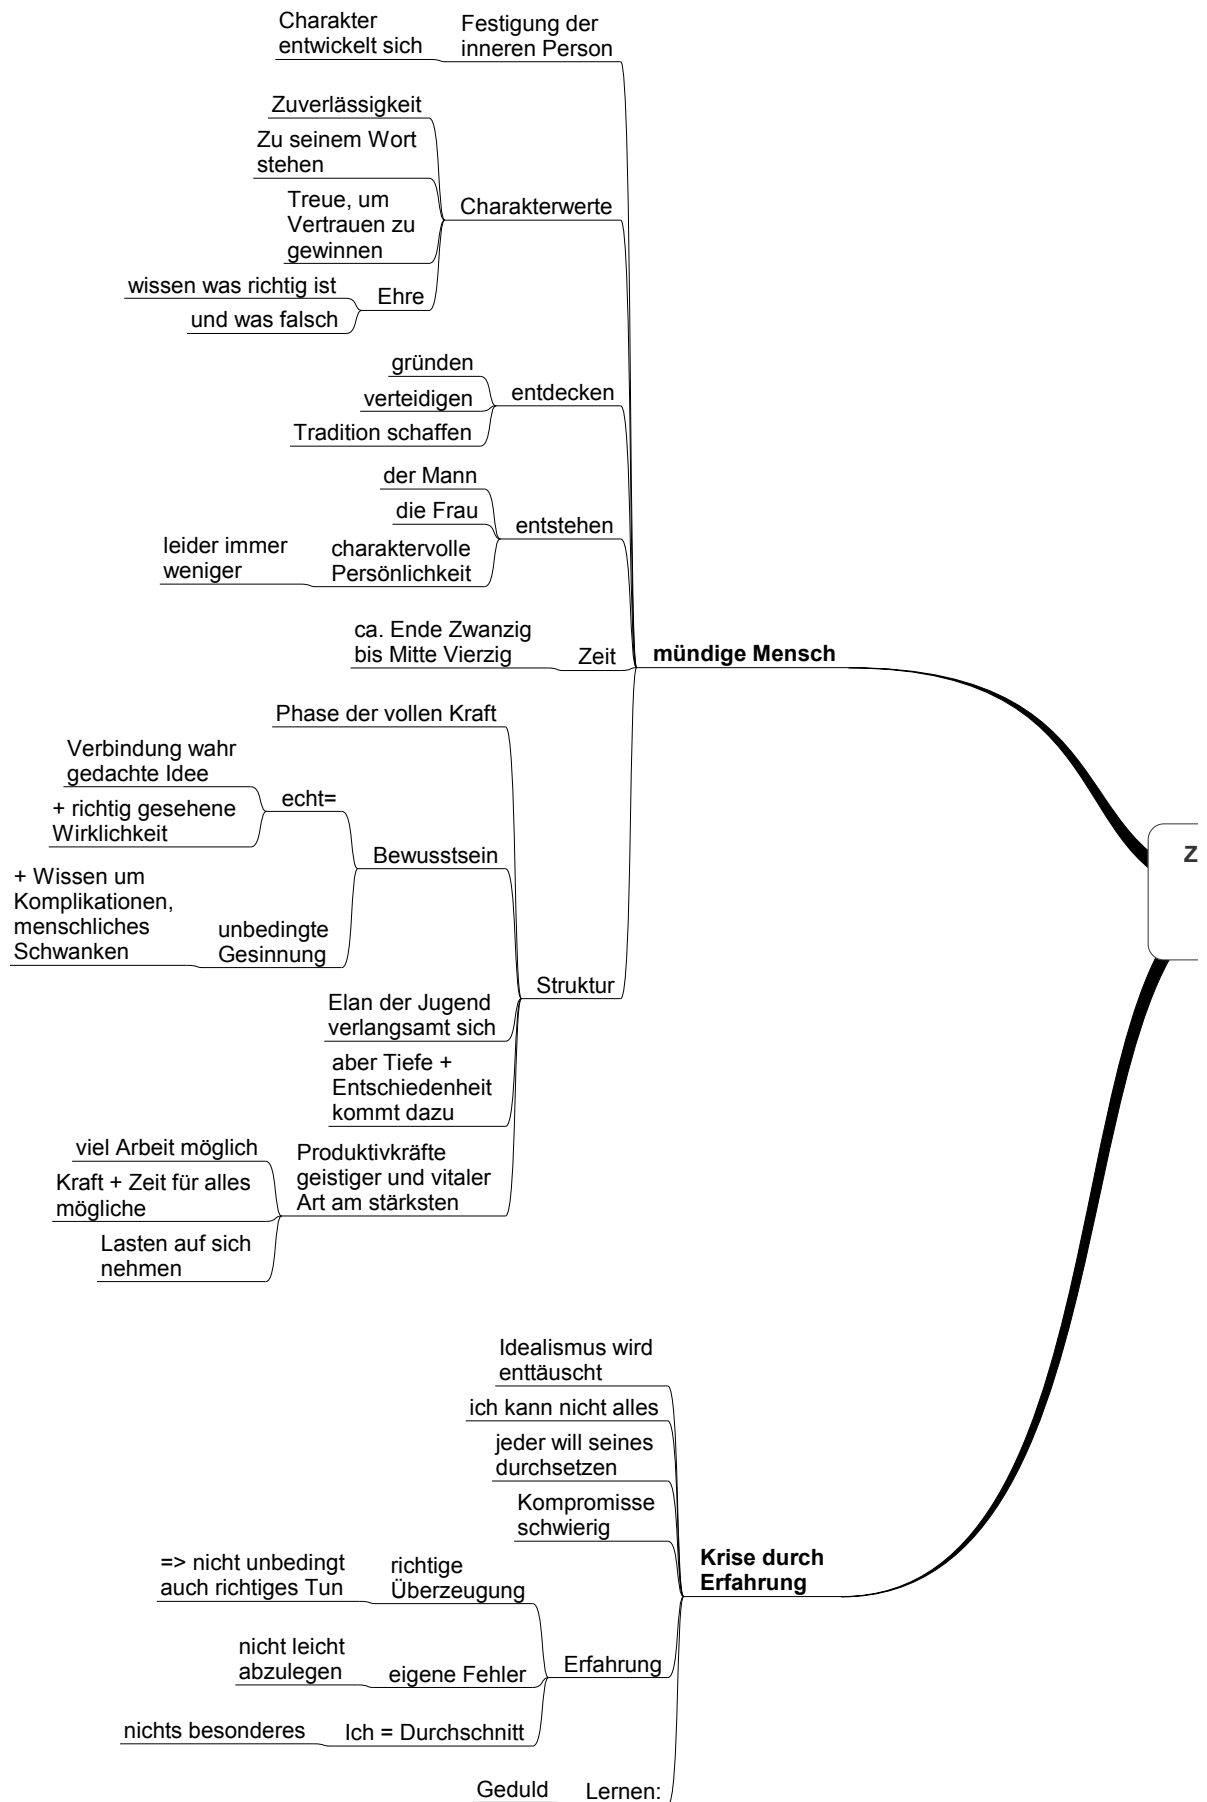 Charakter
entwickelt sich
Festigung der
inneren Person
Zuverlässigkeit
Zu seinem Wort
stehen
Treue, um
Vertrauen zu
gewinnen
Charakterwerte
wissen was richtig ist
und was falsch
Ehre
gründen
verteidigen
Tradition schaffen
entdecken
der Mann
die Frau
leider immer
weniger
charaktervolle
Persönlichkeit
entstehen
ca. Ende Zwanzig
bis Mitte Vierzig
Zeit
mündige Mensch
Phase der vollen Kraft
Verbindung wahr
gedachte Idee
+ richtig gesehene
Wirklichkeit
echt=
Bewusstsein
+ Wissen um
Komplikationen,
menschliches
Schwanken
unbedingte
Gesinnung
Struktur
Elan der Jugend
verlangsamt sich
aber Tiefe +
Entschiedenheit
kommt dazu
viel Arbeit möglich
Kraft + Zeit für alles
mögliche
Lasten auf sich
nehmen
Produktivkräfte
geistiger und vitaler
Art am stärksten
Z
Idealismus wird
enttäuscht
ich kann nicht alles
jeder will seines
durchsetzen
Kompromisse
schwierig
Krise durch
Erfahrung
=> nicht unbedingt
auch richtiges Tun
richtige
Überzeugung
nicht leicht
abzulegen
eigene Fehler
Erfahrung
nichts besonderes
Ich = Durchschnitt
Geduld
Lernen: